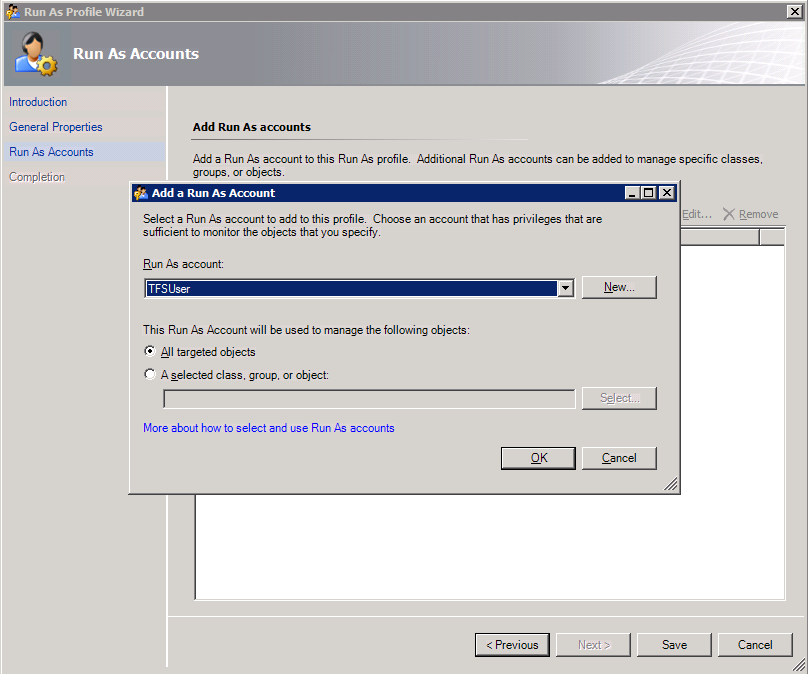 Run As Profile Wizard
Run As Accounts
Introduction
General Properties
Run As Accounts
Completion
Add Run As accounts
Add a Run As account to this Run As profile. Additional Run As accounts can be added to manage specific classes,
groups, or objects.
Edit... Remove
Add a Run As Account
Select a Run As account to add to this profile. Choose an account that has privileges that are
sufficient to monitor the objects that you specify.
Run As account:
TFSUser
New...
This Run As Account will be used to manage the following objects:
All targeted objects
A selected class, group, or object:
Select...
More about how to select and use Run As accounts
OK Cancel
< Previous Next > Save Cancel